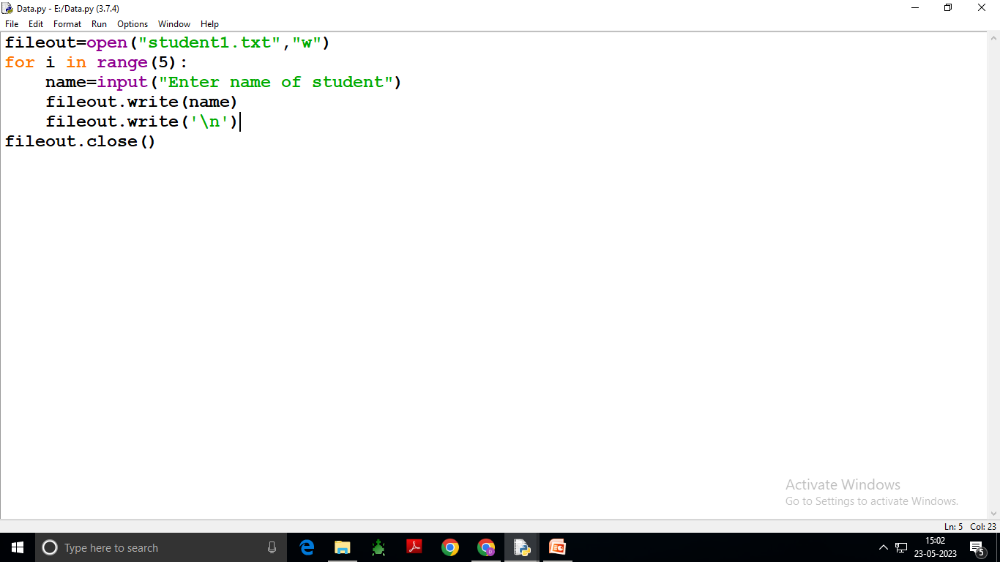 Data.py - E:/Data.py (3.7.4)
File Edit Format Run Options Window Help
fileout=open("student1.txt","w")
for i in range(5):
    name=input("Enter name of student")
    fileout.write(name)
    fileout.write('\n')
fileout.close()
Activate Windows
Go to Settings to activate Windows.
Ln: 5 Col: 23
Type here to search
15:02
23-05-2023
5